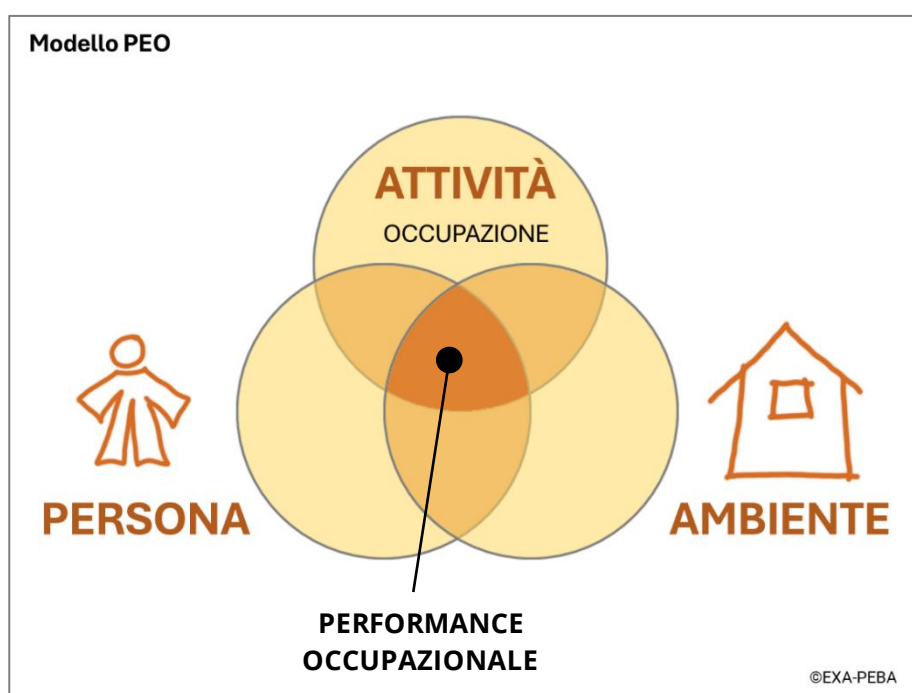 Modello PEO
ATTIVITÀ
OCCUPAZIONE
PERSONA
AMBIENTE
PERFORMANCE
OCCUPAZIONALE
©EXA-PEBA